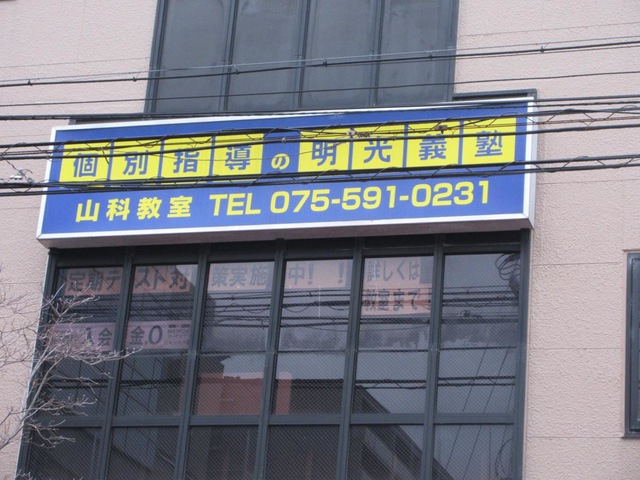 個別指導の明光義塾
山科教室 TEL 075-591-0231
定期テスト対策実施中!! 詳しくは
教室まで
入会金0